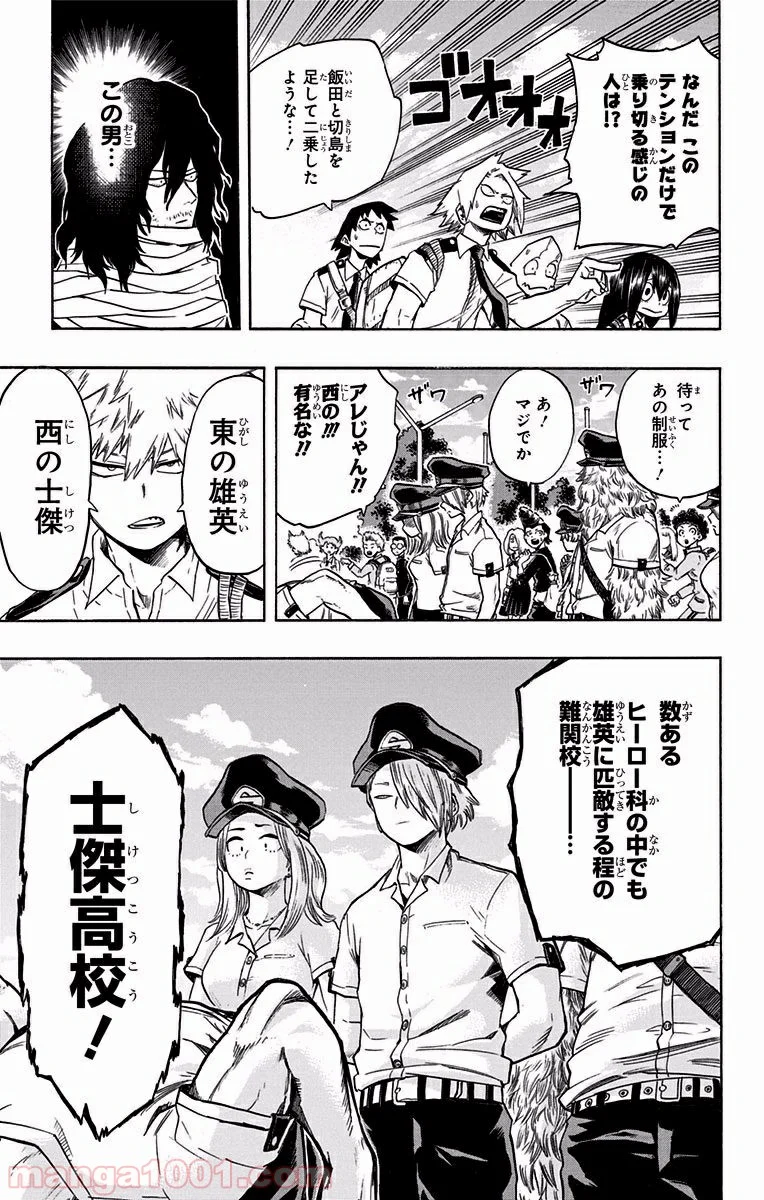 なんだ この
テンションだけで
乗り切る感じの
人は!?
ゴオオオオ
飯田と切島を
足して二乗した
ような…!
この男…
待って
あの制服…!
ザワ
あ!
マジでか
ザワ
アレじゃん!!
西の!!!
有名な!!
東の雄英
西の士傑
数ある
ヒーロー科の中でも
雄英に匹敵する程の
難関校――…
士傑高校!
manga1001.com